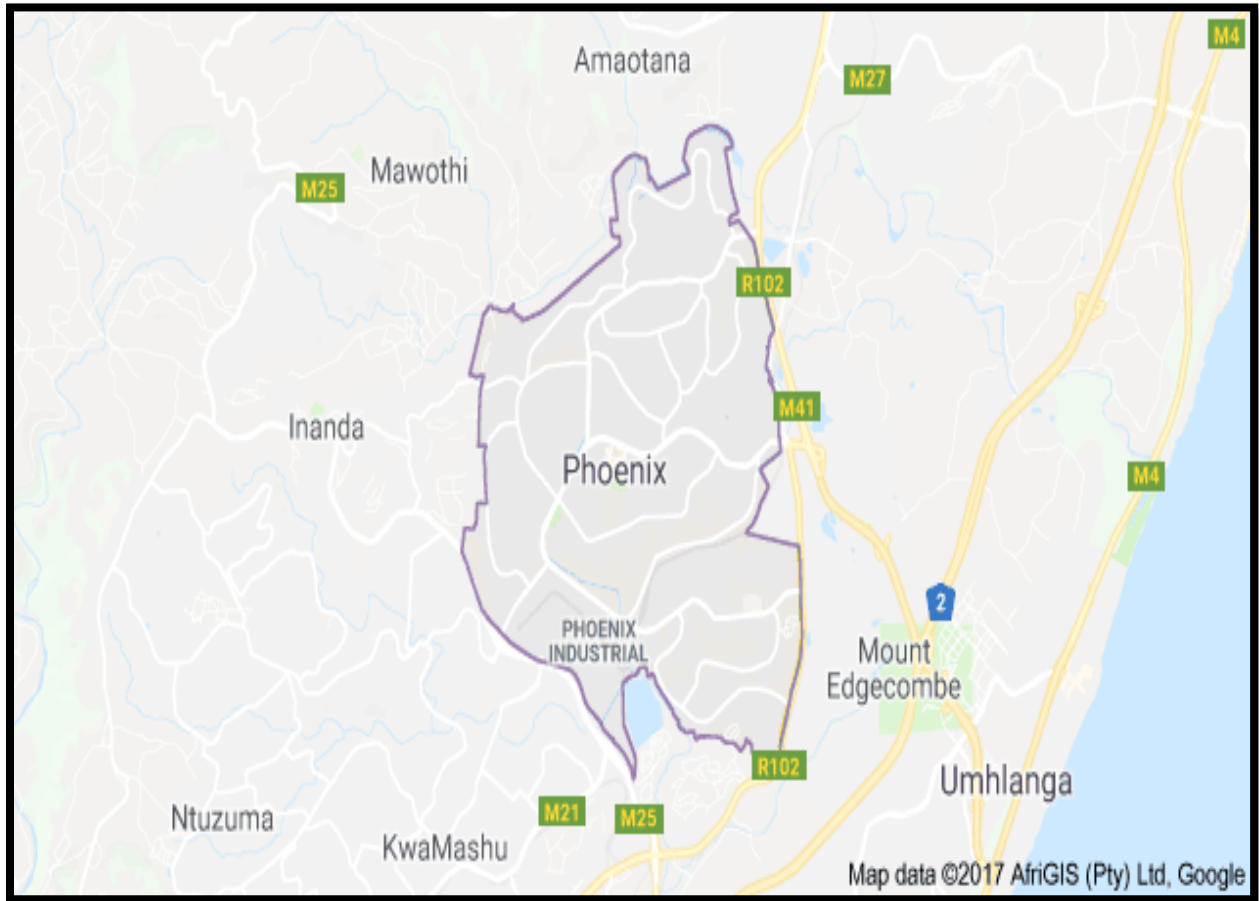 M4
Amaotana
M27
Mawothi
M25
R102
M41
Inanda
Phoenix
M4
2
PHOENIX
INDUSTRIAL
Mount
Edgecombe
R102
Umhlanga
Ntuzuma
M21
M25
KwaMashu
Map data ©2017 AfriGIS (Pty) Ltd, Google